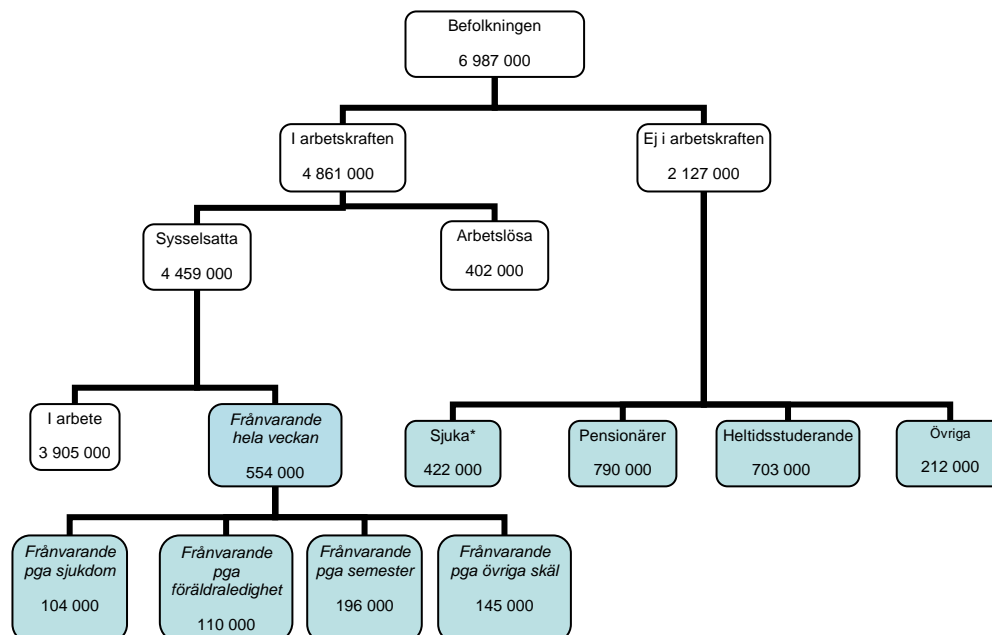 Befolkningen
6 987 000
I arbetskraften
4 861 000
Ej i arbetskraften
2 127 000
Sysselsatta
4 459 000
Arbetslösa
402 000
I arbete
3 905 000
Frånvarande
hela veckan
554 000
Sjuka*
422 000
Pensionärer
790 000
Heltidsstuderande
703 000
Övriga
212 000
Frånvarande
pga sjukdom
104 000
Frånvarande
pga
föräldraledighet
110 000
Frånvarande
pga semester
196 000
Frånvarande
pga övriga skäl
145 000